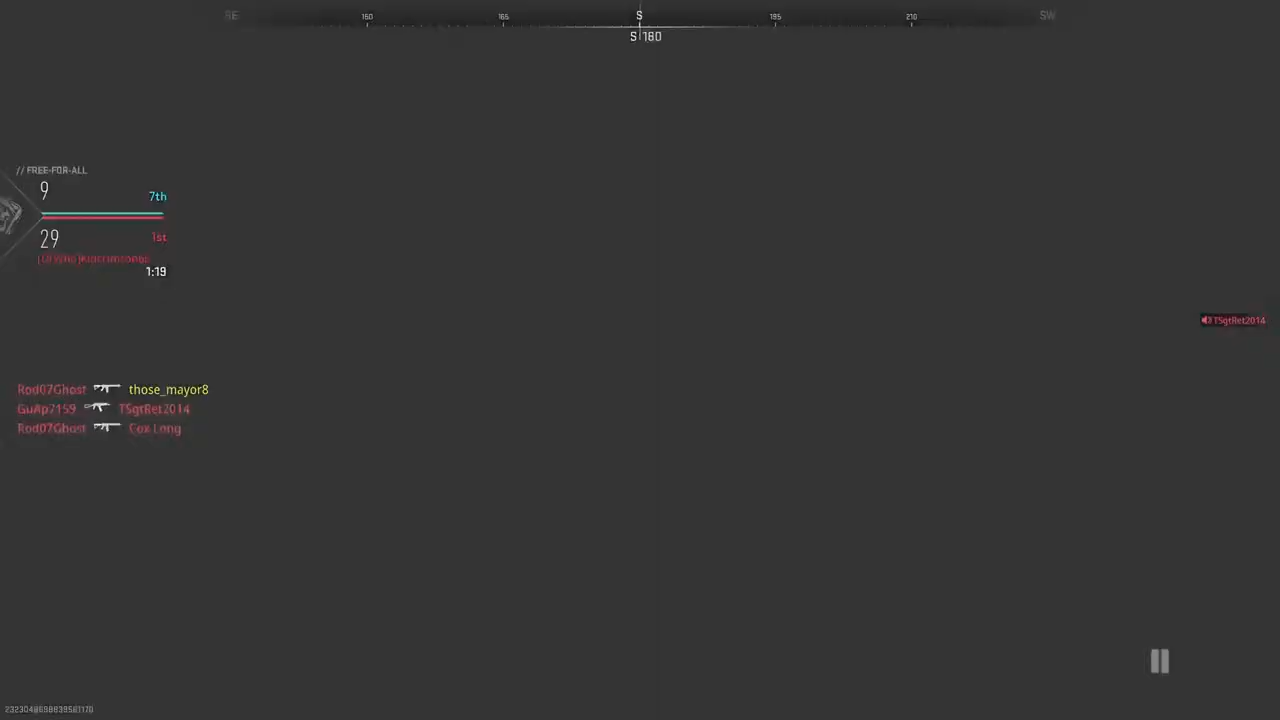 S
160 165 195 210 SW
S 180
// FREE-FOR-ALL
9 7th
29 1st
1:19
TSgtRet2014
Rod07Ghost those_mayor8
GuAp7159 TSgtRet2014
Rod07Ghost Cox Long